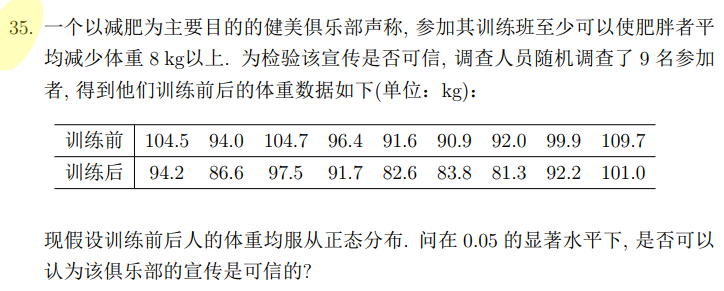 35. 一个以减肥为主要目的的健美俱乐部声称, 参加其训练班至少可以使肥胖者平
均减少体重 8 kg以上. 为检验该宣传是否可信, 调查人员随机调查了 9 名参加
者, 得到他们训练前后的体重数据如下(单位：kg)：
训练前 104.5 94.0 104.7 96.4 91.6 90.9 92.0 99.9 109.7
训练后 94.2 86.6 97.5 91.7 82.6 83.8 81.3 92.2 101.0
现假设训练前后人的体重均服从正态分布. 问在 0.05 的显著水平下, 是否可以
认为该俱乐部的宣传是可信的?